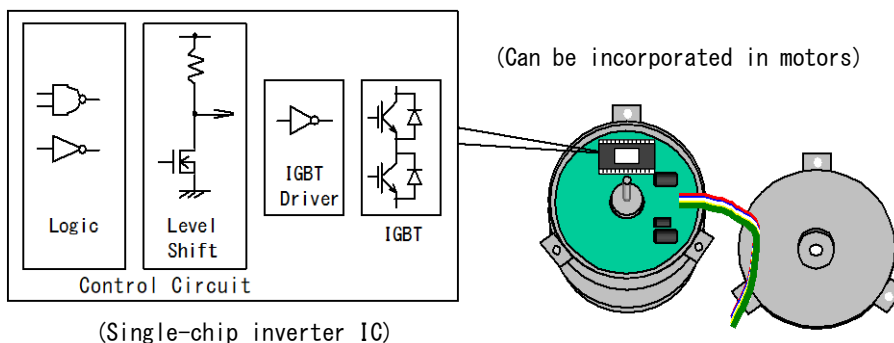 (Can be incorporated in motors)
Logic
Level
Shift
IGBT
Driver
IGBT
Control Circuit
(Single-chip inverter IC)